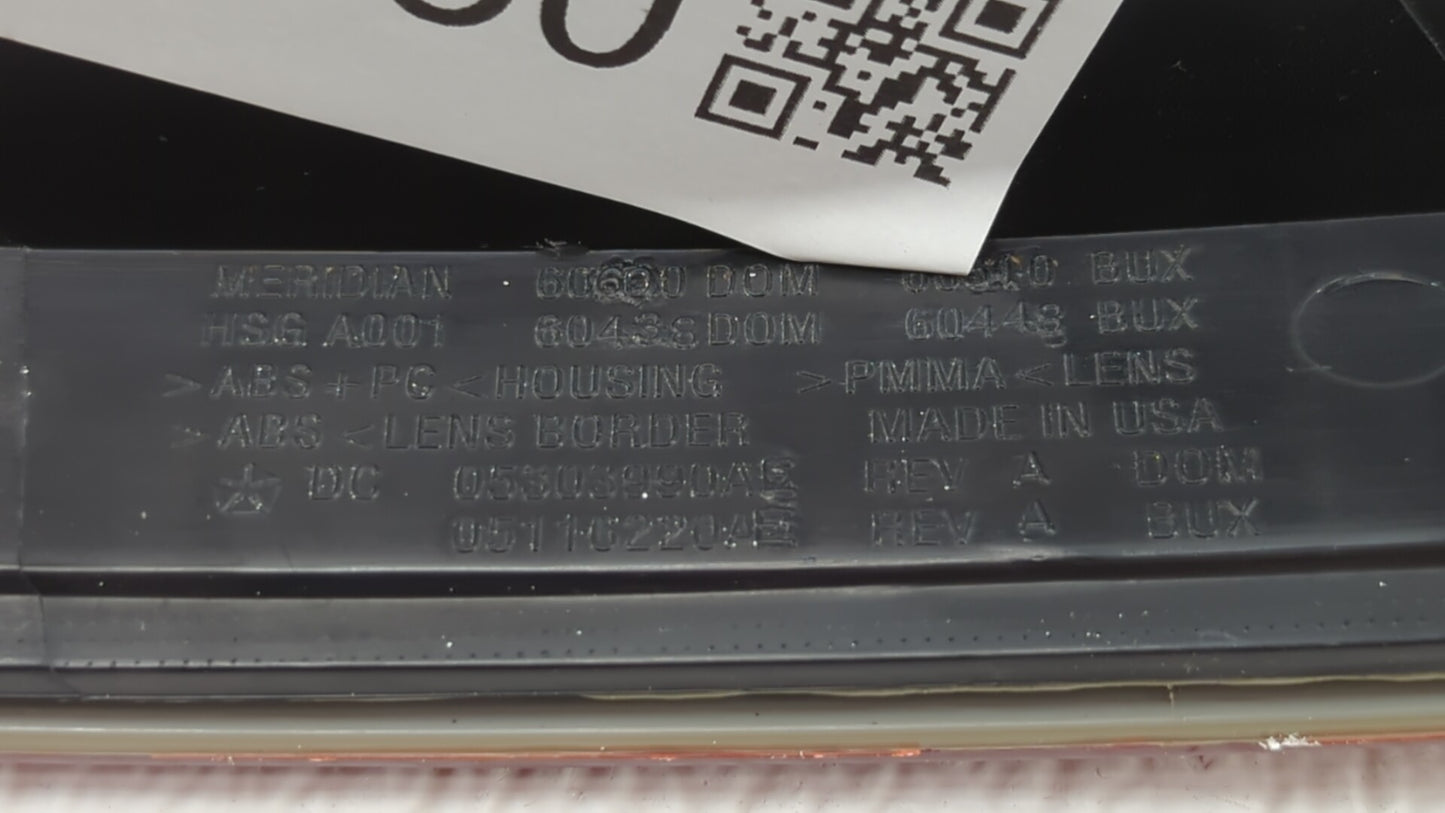 MERIDIAN DOM BUX
HSG A001 60438 DOM 60448 BUX
>ABS+PC<HOUSING >PMMA<LENS
>ABS<LENS BORDER MADE IN USA
DC 05303990AE REV A DOM
REV A BUX